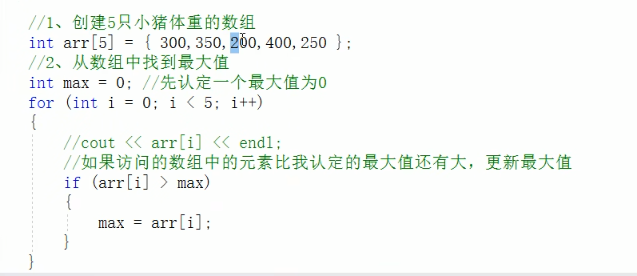 //1、创建5只小猪体重的数组
int arr[5] = { 300,350,200,400,250 };
//2、从数组中找到最大值
int max = 0; //先认定一个最大值为0
for (int i = 0; i < 5; i++)
{
//cout << arr[i] << endl;
//如果访问的数组中的元素比我认定的最大值还有大，更新最大值
if (arr[i] > max)
{
max = arr[i];
}
}